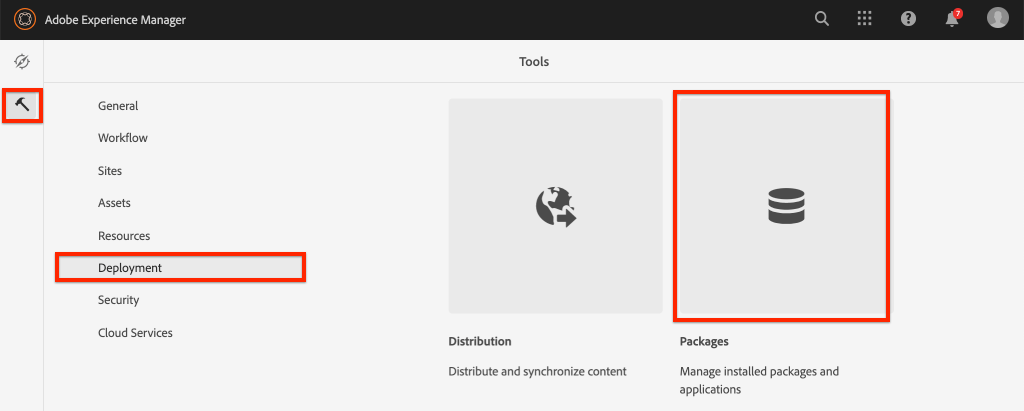 Adobe Experience Manager
7
Tools
General
Workflow
Sites
Assets
Resources
Deployment
Security
Cloud Services
Distribution
Distribute and synchronize content
Packages
Manage installed packages and
applications